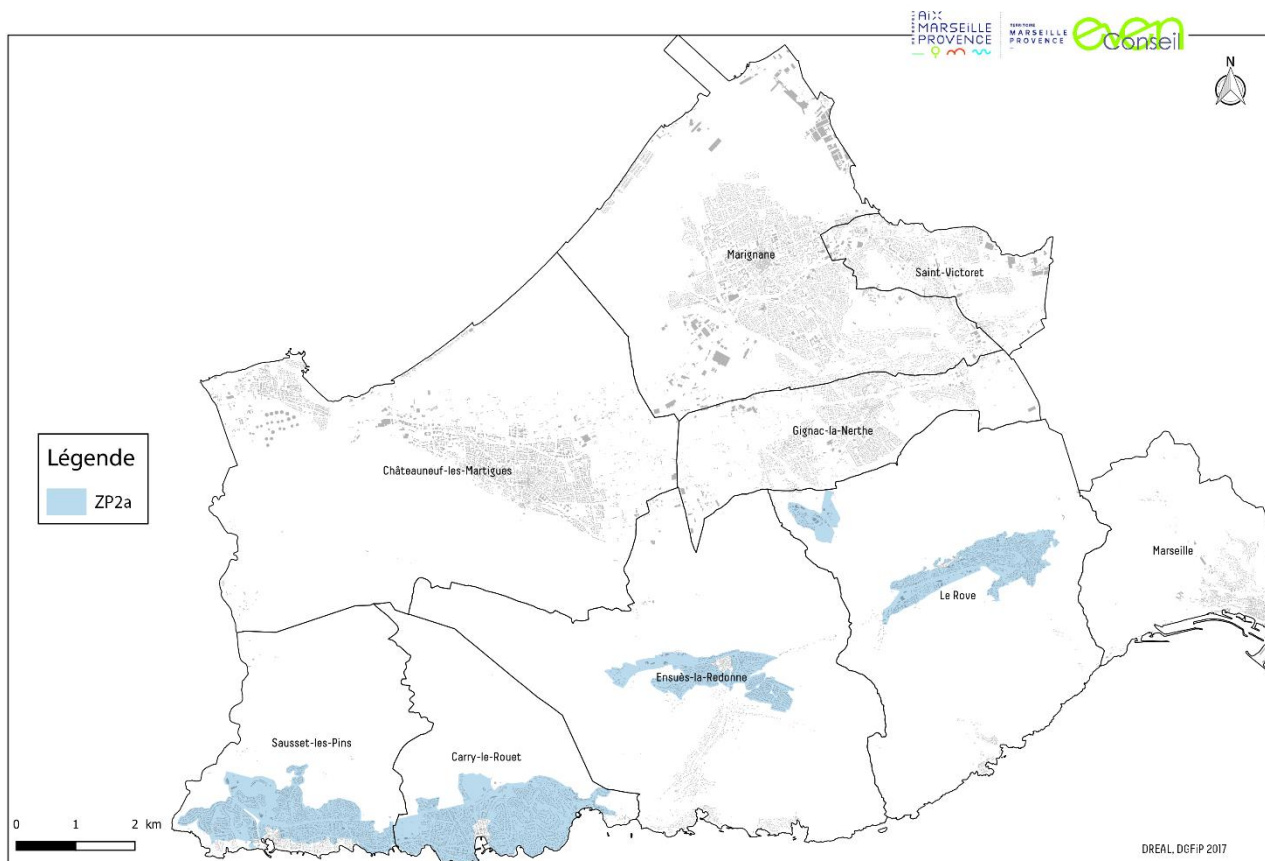 AiX
MARSEILLE
PROVENCE
TERRITOIRE
MARSEILLE
PROVENCE
even
Conseil
N
Marignane
Saint-Victoret
Gignac-la-Nerthe
Châteauneuf-les-Martigues
Légende
ZP2a
Marseille
Le Rove
Ensuès-la-Redonne
Sausset-les-Pins
Carry-le-Rouet
0 1 2 km
DREAL, DGFiP 2017